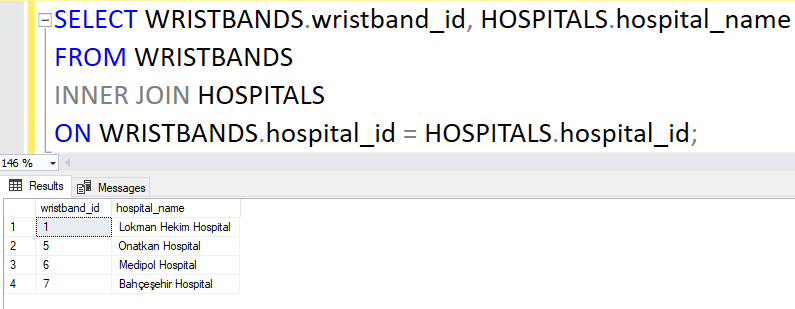 SELECT WRISTBANDS.wristband_id, HOSPITALS.hospital_name
FROM WRISTBANDS
INNER JOIN HOSPITALS
ON WRISTBANDS.hospital_id = HOSPITALS.hospital_id;
146 %
Results Messages
wristband_id hospital_name
1 1 Lokman Hekim Hospital
2 5 Onatkan Hospital
3 6 Medipol Hospital
4 7 Bahçeşehir Hospital